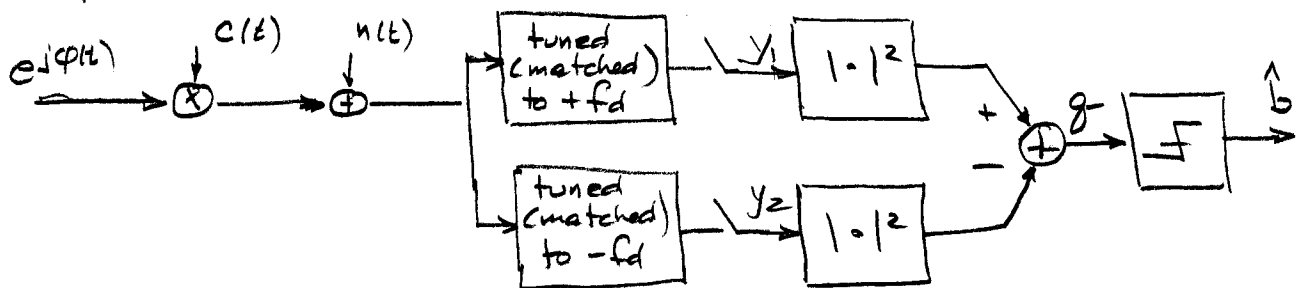 e^jφ(t)
c(t)
n(t)
tuned
(matched)
to +fd
y1
|·|²
+
tuned
(matched)
to -fd
y2
|·|²
-
g
b̂